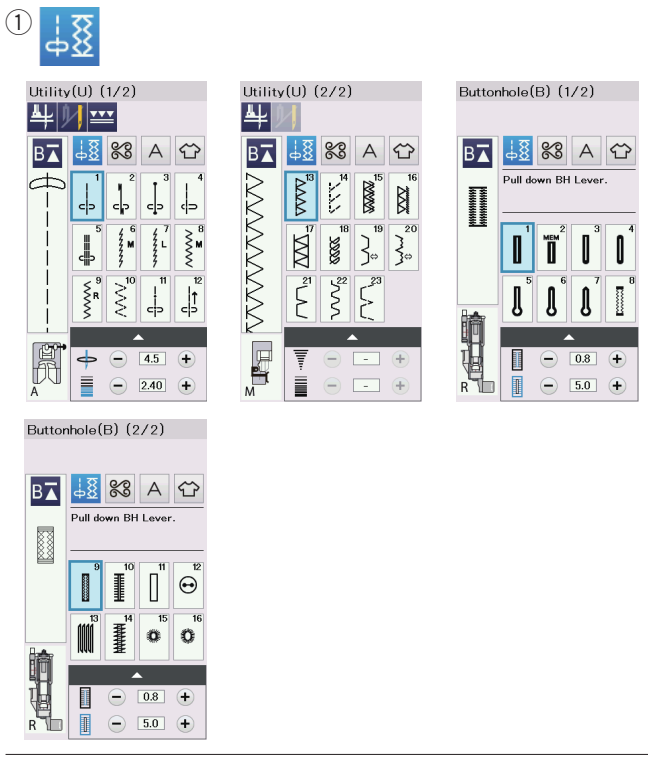 ①
Utility(U) (1/2)
B A
1 2 3 4
5 6 M 7 L 8 M
9 R 10 11 12
4.5
2.40
A
Utility(U) (2/2)
B A
13 14 15 16
17 18 19 20
21 22 23
-
-
M
Buttonhole(B) (1/2)
B A
Pull down BH Lever.
1 MEM 2 3 4
5 6 7 8
0.8
5.0
R
Buttonhole(B) (2/2)
B A
Pull down BH Lever.
9 10 11 12
13 14 15 16
0.8
5.0
R